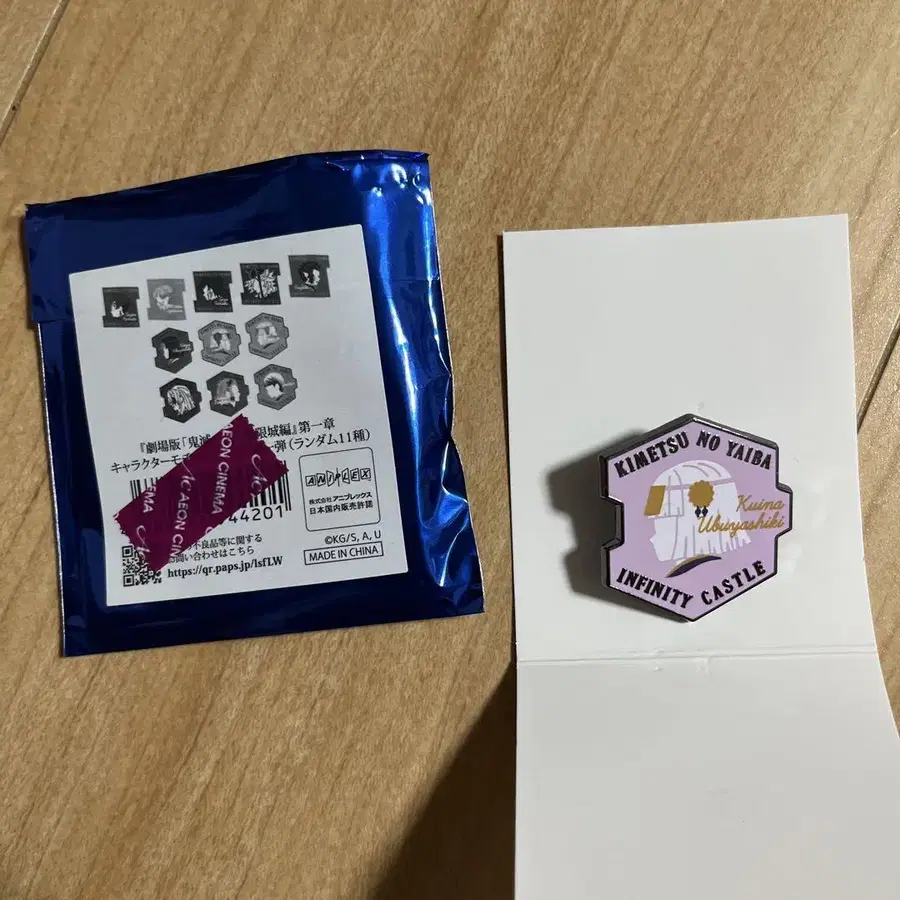 『劇場版「鬼滅 限城編』第一章
キャラクターモ 弾(ランダム11種)
AEON CINEMA
AEON CINEMA
44201
ANIPLEX
株式会社アニプレックス
日本国内販売許諾
の不良品等に関する
お問い合わせはこちら
https://qr.paps.jp/1sf1W
©KG/S, A, U
MADE IN CHINA
KIMETSU NO YAIBA
Kuina
Ubuyashiki
INFINITY CASTLE